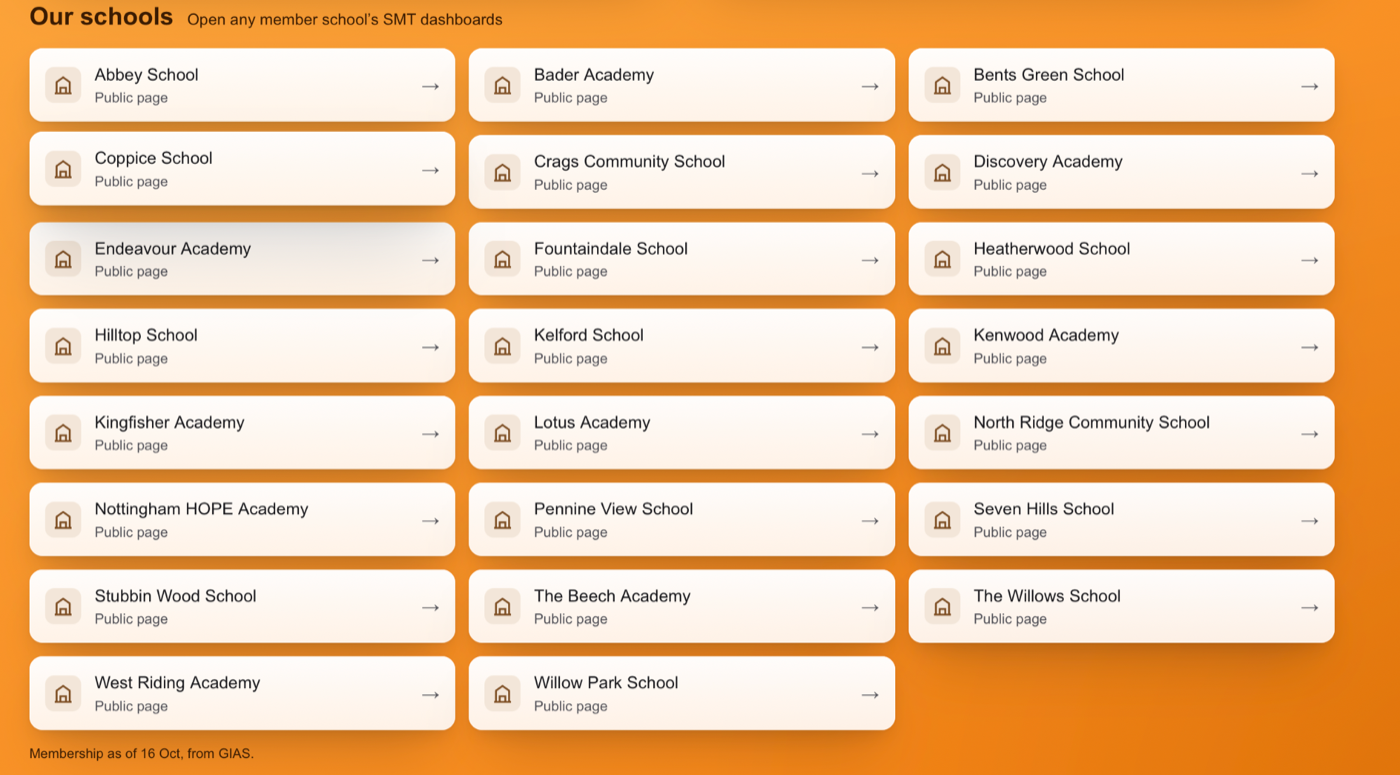 Our schools Open any member school's SMT dashboards
Abbey School
Public page
→
Bader Academy
Public page
→
Bents Green School
Public page
→
Coppice School
Public page
→
Crags Community School
Public page
→
Discovery Academy
Public page
→
Endeavour Academy
Public page
→
Fountaindale School
Public page
→
Heatherwood School
Public page
→
Hilltop School
Public page
→
Kelford School
Public page
→
Kenwood Academy
Public page
→
Kingfisher Academy
Public page
→
Lotus Academy
Public page
→
North Ridge Community School
Public page
→
Nottingham HOPE Academy
Public page
→
Pennine View School
Public page
→
Seven Hills School
Public page
→
Stubbin Wood School
Public page
→
The Beech Academy
Public page
→
The Willows School
Public page
→
West Riding Academy
Public page
→
Willow Park School
Public page
→
Membership as of 16 Oct, from GIAS.